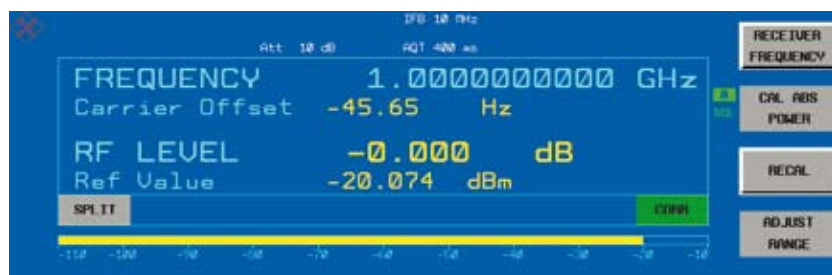 IFB 10 MHz
Att 10 dB AQT 400 ms
FREQUENCY 1.0000000000 GHz
Carrier Offset -45.65 Hz
RF LEVEL -0.000 dB
Ref Value -20.074 dBm
SPLIT CORR
-110 -100 -90 -80 -70 -60 -50 -40 -30 -20 -10
RECEIVER
FREQUENCY
CAL ABS
POWER
RECAL
ADJUST
RANGE